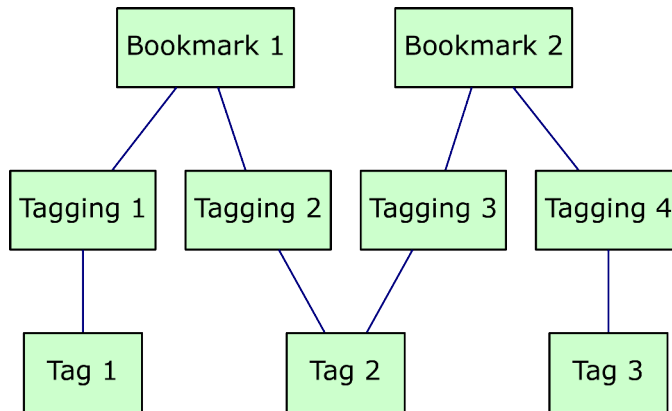 Bookmark 1
Bookmark 2
Tagging 1
Tagging 2
Tagging 3
Tagging 4
Tag 1
Tag 2
Tag 3